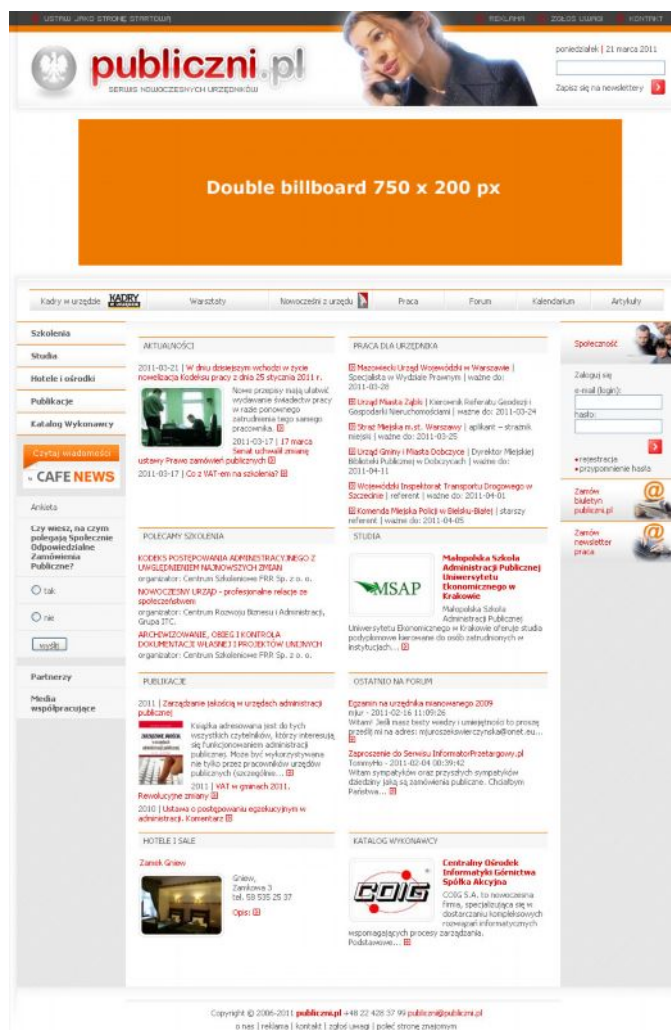 USTAW JAKO STRONĘ STARTOWĄ
REKLAMA
ZGŁOŚ UWAGI
KONTAKT
publiczni.pl
SERWIS NOWOCZESNYCH URZĘDNIKÓW
poniedziałek | 21 marca 2011
Zapisz się na newslettery
Double billboard 750 x 200 px
Kadry w urzędzie
KADRY
Warsztaty
Nowocześni z urzędu
Praca
Forum
Kalendarium
Artykuły
Szkolenia
Studia
Hotele i ośrodki
Publikacje
Katalog Wykonawcy
Czytaj wiadomości
w CAFE NEWS
Ankieta
Czy wiesz, na czym
polegają Społecznie
Odpowiedzialne
Zamówienia
Publiczne?
tak
nie
wyślij
Partnerzy
Media
współpracujące
AKTUALNOŚCI
2011-03-21 | W dniu dzisiejszym wchodzi w życie
nowelizacja Kodeksu pracy z dnia 25 stycznia 2011 r.
Nowe przepisy mają ułatwić
wydawanie świadectw pracy
w razie ponownego
zatrudnienia tego samego
pracownika.
2011-03-17 | 17 marca
Senat uchwalił zmianę
ustawy Prawo zamówień publicznych
2011-03-17 | Co z VAT-em na szkolenia?
PRACA DLA URZĘDNIKA
Mazowiecki Urząd Wojewódzki w Warszawie |
Specjalista w Wydziale Prawnym | ważne do:
2011-03-28
Urząd Miasta Ząbki | Kierownik Referatu Geodezji i
Gospodarki Nieruchomościami | ważne do: 2011-03-24
Straż Miejska m.st. Warszawy | aplikant – strażnik
miejski | ważne do: 2011-03-25
Urząd Gminy i Miasta Dobczyce | Dyrektor Miejskiej
Biblioteki Publicznej w Dobczycach | ważne do:
2011-04-11
Wojewódzki Inspektorat Transportu Drogowego w
Szczecinie | referent | ważne do: 2011-04-01
Komenda Miejska Policji w Bielsku-Białej | starszy
referent | ważne do: 2011-04-05
POLECAMY SZKOLENIA
KODEKS POSTĘPOWANIA ADMINISTRACYJNEGO Z
UWGLĘDNIENIEM NAJNOWSZYCH ZMIAN
organizator: Centrum Szkoleniowe FRR Sp. z o. o.
NOWOCZESNY URZĄD - profesjonalne relacje ze
społeczeństwem
organizator: Centrum Rozwoju Biznesu i Administracji,
Grupa ITC.
ARCHIWIZOWANIE, OBIEG I KONTROLA
DOKUMENTACJI WŁASNEJ I PROJEKTÓW UNIJNYCH
organizator: Centrum Szkoleniowe FRR Sp. z o. o.
STUDIA
MSAP
Małopolska Szkoła
Administracji Publicznej
Uniwersytetu
Ekonomicznego w
Krakowie
Małopolska Szkoła
Administracji Publicznej
Uniwersytetu Ekonomicznego w Krakowie oferuje studia
podyplomowe kierowane do osób zatrudnionych w
instytucjach...
PUBLIKACJE
2011 | Zarządzanie jakością w urzędach administracji
publicznej
Książka adresowana jest do tych
wszystkich czytelników, którzy interesują
się funkcjonowaniem administracji
publicznej. Może być wykorzystywana
nie tylko przez pracowników urzędów
publicznych (szczególnie...
2011 | VAT w gminach 2011.
Rewolucyjne zmiany
2010 | Ustawa o postępowaniu egzekucyjnym w
administracji. Komentarz
OSTATNIO NA FORUM
Egzamin na urzędnika mianowanego 2009
mjur - 2011-02-16 11:09:26
Witam! Jeśli masz testy wiedzy i umiejętności to proszę
prześlij mi na adres: mjuroszekswierczynska@onet.eu...
Zaproszenie do Serwisu InformatorPrzetargowy.pl
TommyHo - 2011-02-04 00:39:42
Witam sympatyków oraz przyszłych sympatyków
dziedziny jaką są zamówienia publiczne. Chciałbym
Państwa...
HOTELE I SALE
Zamek Gniew
Gniew,
Zamkowa 3
tel. 58 535 25 37
Opis:
KATALOG WYKONAWCY
COIG
Centralny Ośrodek
Informatyki Górnictwa
Spółka Akcyjna
COIG S.A. to nowoczesna
firma, specjalizująca się w
dostarczaniu kompleksowych
rozwiązań informatycznych
wspomagających procesy zarządzania.
Podstawowe...
Społeczność
Zaloguj się
e-mail (login):
hasło:
rejestracja
przypomnienie hasła
Zamów
biuletyn
publiczni.pl
Zamów
newsletter
praca
Copyright © 2006-2011 publiczni.pl +48 22 428 37 99 publiczni@publiczni.pl
o nas | reklama | kontakt | zgłoś uwagi | poleć stronę znajomym